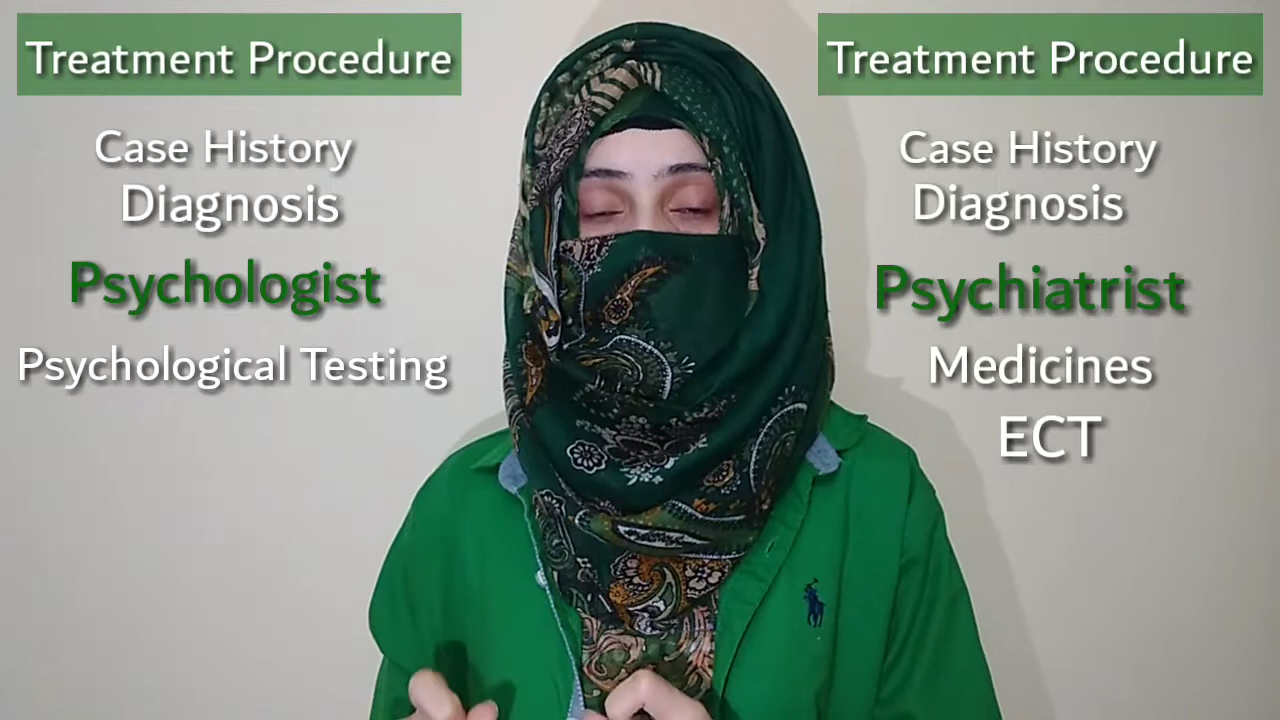 Treatment Procedure
Case History
Diagnosis
Psychologist
Psychological Testing
Treatment Procedure
Case History
Diagnosis
Psychiatrist
Medicines
ECT